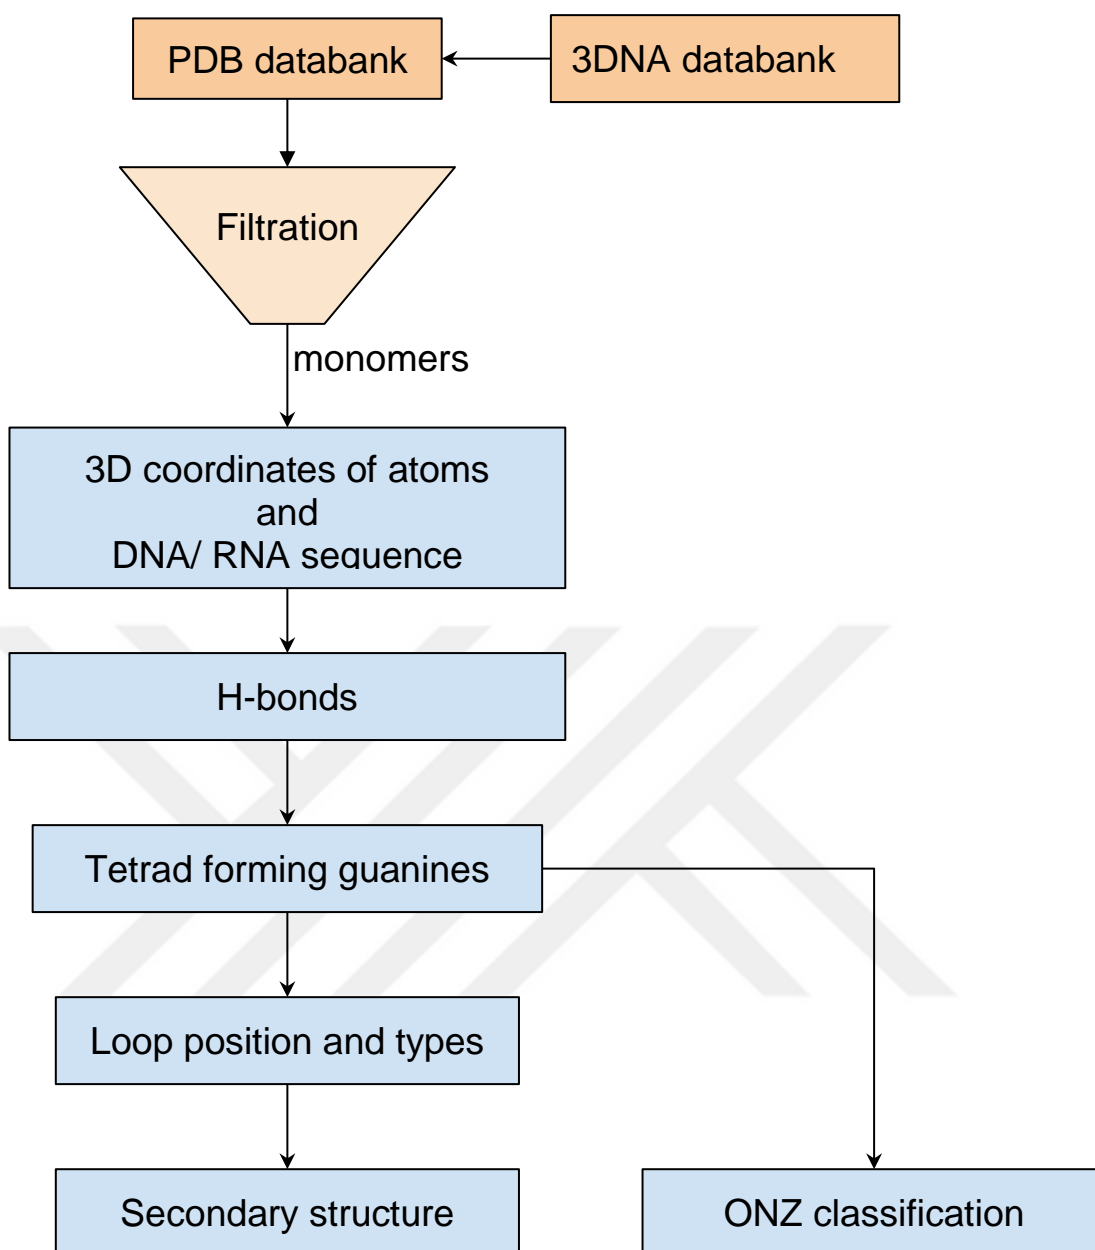 PDB databank
3DNA databank
Filtration
monomers
3D coordinates of atoms
and
DNA/ RNA sequence
H-bonds
Tetrad forming guanines
Loop position and types
Secondary structure
ONZ classification